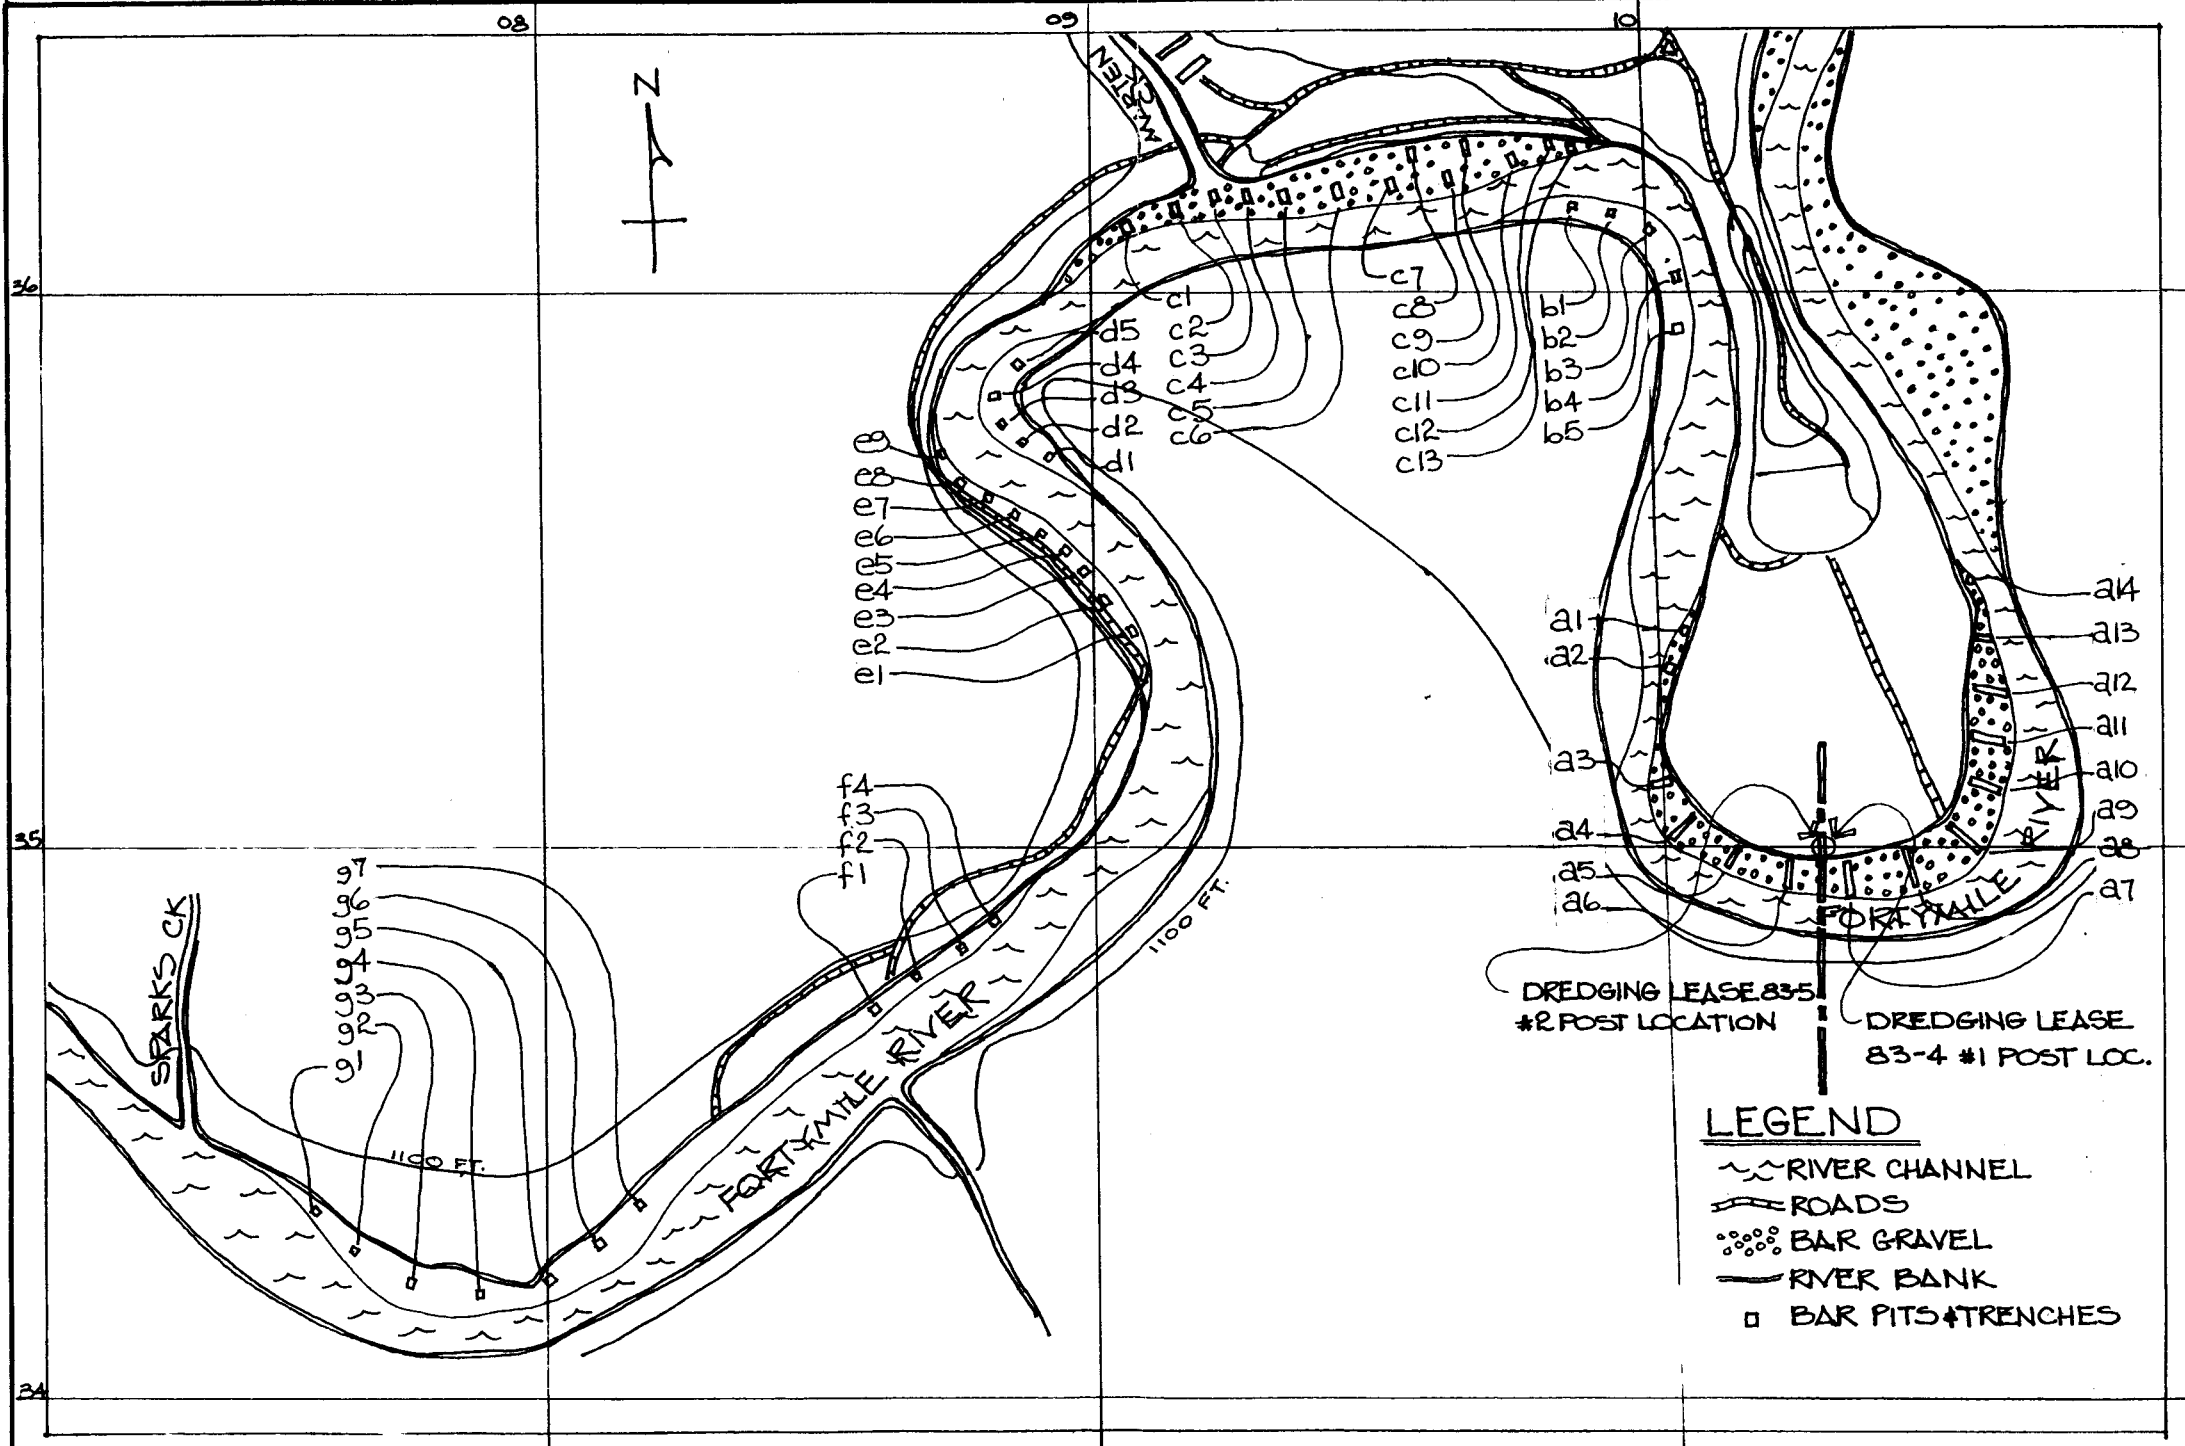 08
09
10
N
MARTEN
CK
36
c1
c2
c3
c4
c5
c6
c7
c8
c9
c10
c11
c12
c13
b1
b2
b3
b4
b5
d5
d4
d3
d2
d1
e9
e8
e7
e6
e5
e4
e3
e2
e1
a1
a2
a3
a4
a5
a6
a14
a13
a12
a11
a10
a9
a8
a7
35
f4
f3
f2
f1
g7
g6
g5
g4
g3
g2
g1
SPARKS CK
1100 FT.
1100 FT.
FORTYMILE RIVER
FORTYMILE RIVER
DREDGING LEASE 83-5
#2 POST LOCATION
DREDGING LEASE
83-4 #1 POST LOC.
34
LEGEND
RIVER CHANNEL
ROADS
BAR GRAVEL
RIVER BANK
BAR PITS & TRENCHES